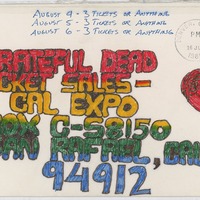 AUGUST 4 - 3 TICKETS OR ANYTHING
AUGUST 5 - 3 TICKETS OR ANYTHING
AUGUST 6 - 3 TICKETS OR ANYTHING
GRATEFUL DEAD
TICKET SALES -
CAL EXPO
BOX C-S8150
SAN RAFAEL, CAL
94912
PM